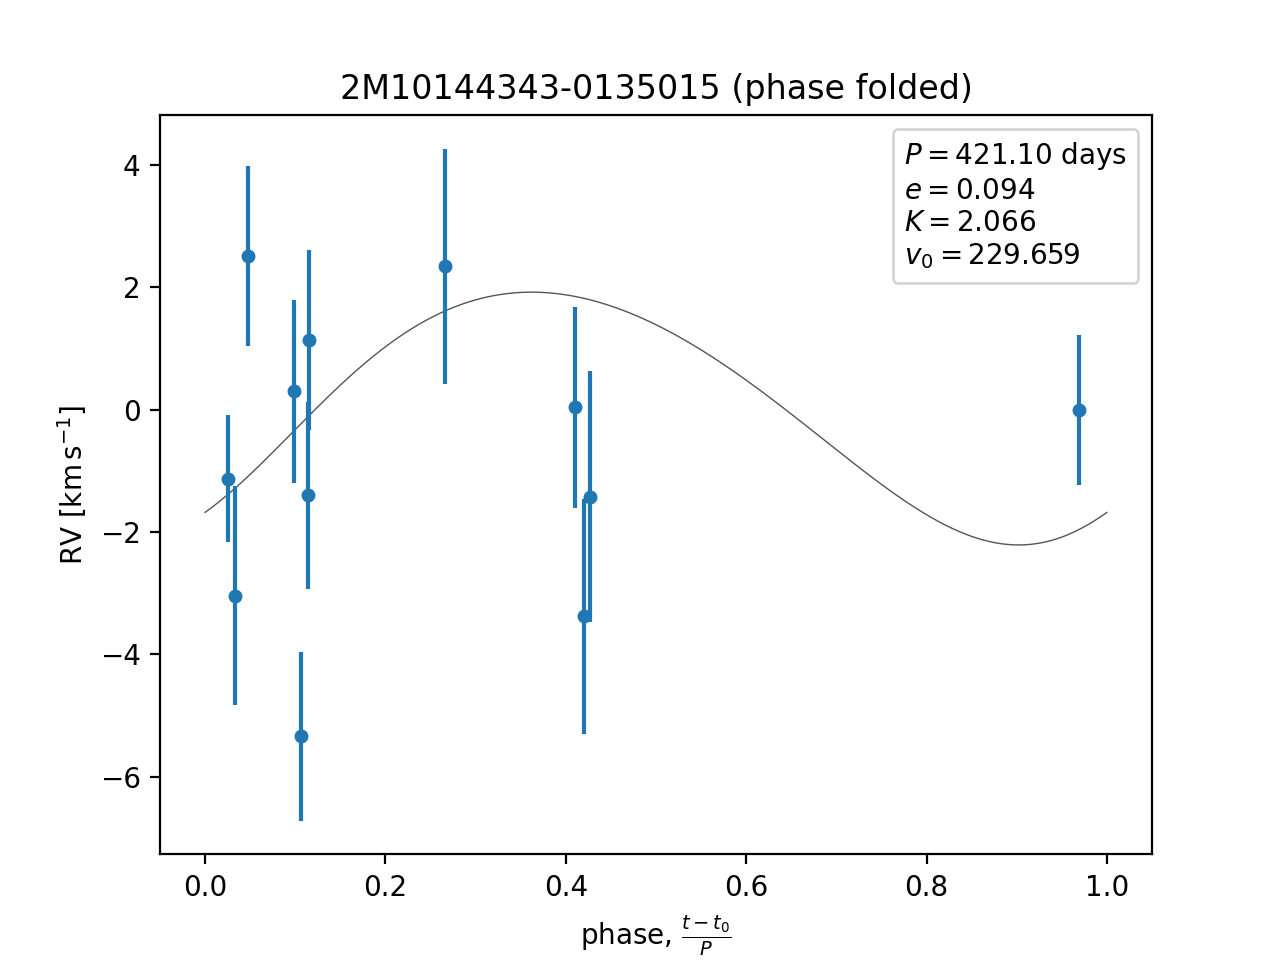 2M10144343-0135015 (phase folded)
P = 421.10 days
e = 0.094
K = 2.066
v₀ = 229.659
RV [km s⁻¹]
4
2
0
−2
−4
−6
0.0 0.2 0.4 0.6 0.8 1.0
phase, (t − t₀)/P